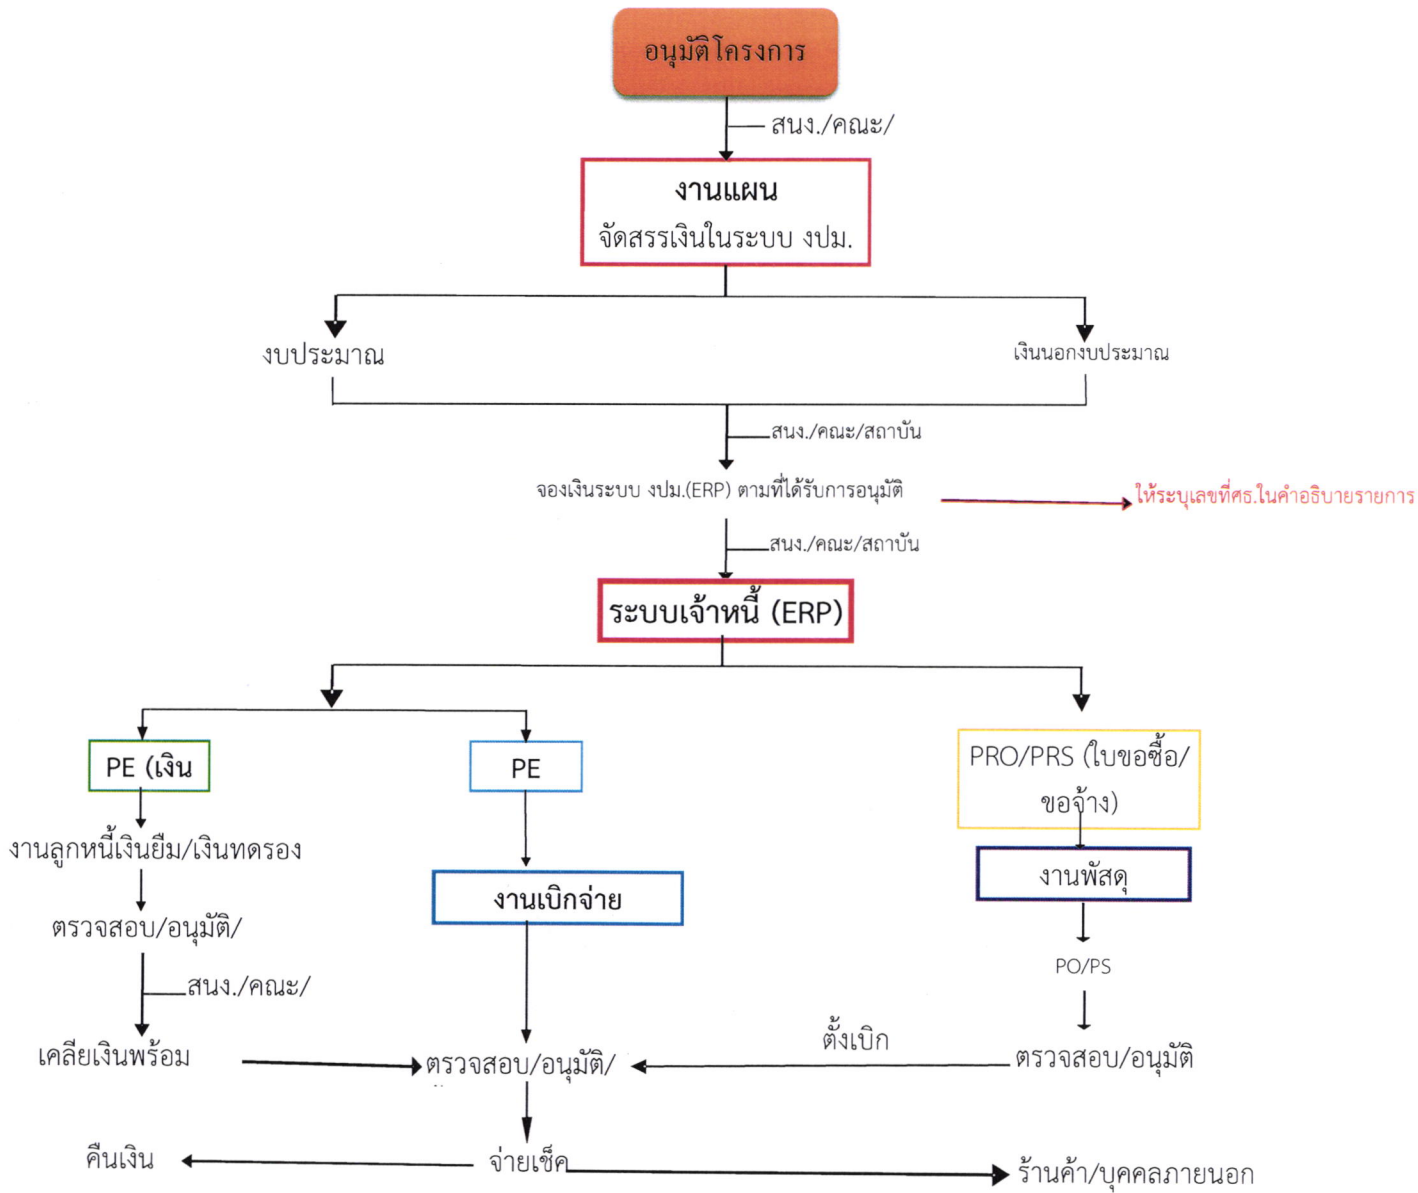 อนุมัติโครงการ
สนง./คณะ/
งานแผน
จัดสรรเงินในระบบ งปม.
งบประมาณ
เงินนอกงบประมาณ
สนง./คณะ/สถาบัน
จองเงินระบบ งปม.(ERP) ตามที่ได้รับการอนุมัติ
ให้ระบุเลขที่ศธ.ในคำอธิบายรายการ
สนง./คณะ/สถาบัน
ระบบเจ้าหนี้ (ERP)
PE (เงิน
PE
PRO/PRS (ใบขอซื้อ/
ขอจ้าง)
งานลูกหนี้เงินยืม/เงินทดรอง
งานเบิกจ่าย
งานพัสดุ
ตรวจสอบ/อนุมัติ/
PO/PS
สนง./คณะ/
เคลียเงินพร้อม
ตรวจสอบ/อนุมัติ/
ตั้งเบิก
ตรวจสอบ/อนุมัติ
คืนเงิน
จ่ายเช็ค
ร้านค้า/บุคคลภายนอก